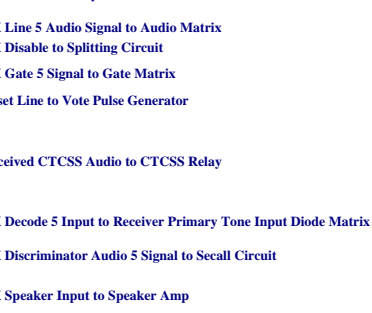 Line 5 Audio Signal to Audio Matrix
Disable to Splitting Circuit
Gate 5 Signal to Gate Matrix
set Line to Vote Pulse Generator
ceived CTCSS Audio to CTCSS Relay
Decode 5 Input to Receiver Primary Tone Input Diode Matrix
Discriminator Audio 5 Signal to Secall Circuit
Speaker Input to Speaker Amp